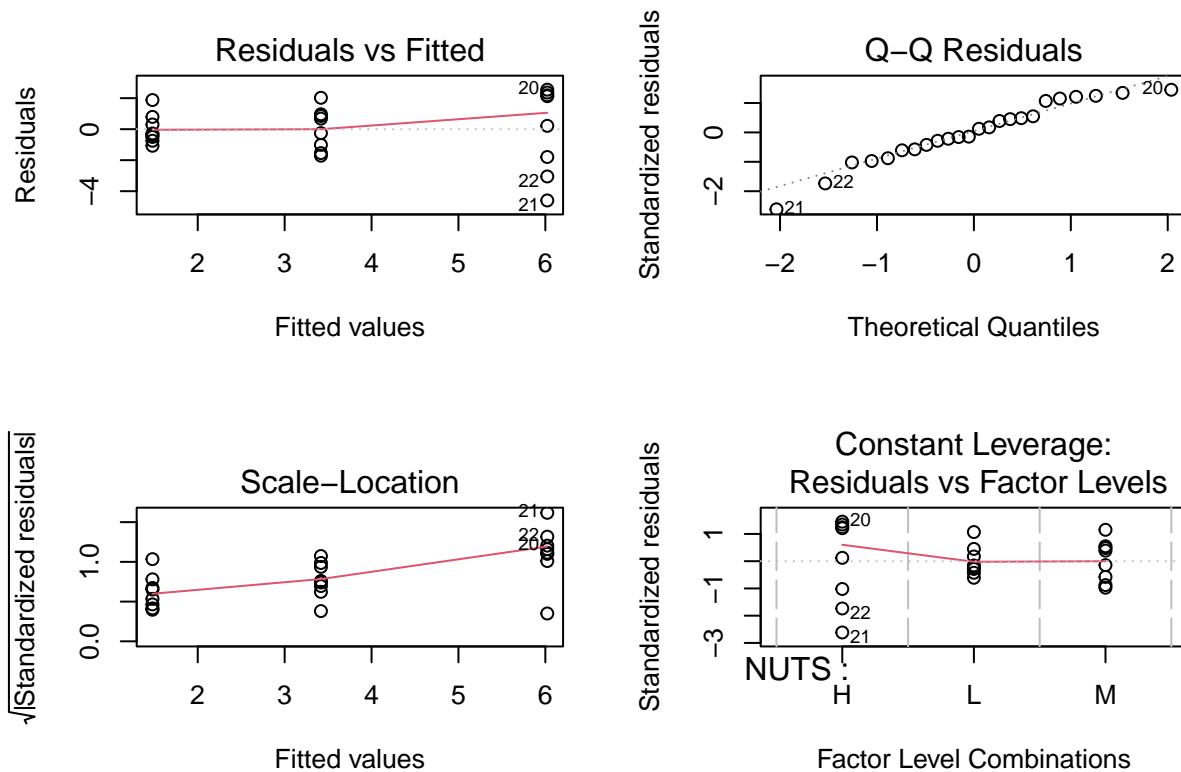 Residuals vs Fitted
Residuals
0
−4
20
22
21
2 3 4 5 6
Fitted values
Q−Q Residuals
Standardized residuals
0
−2
20
22
21
−2 −1 0 1 2
Theoretical Quantiles
Scale−Location
√|Standardized residuals|
1.0
0.0
21
22
20
2 3 4 5 6
Fitted values
Constant Leverage:
Residuals vs Factor Levels
Standardized residuals
1
−1
−3
20
22
21
NUTS :
H L M
Factor Level Combinations